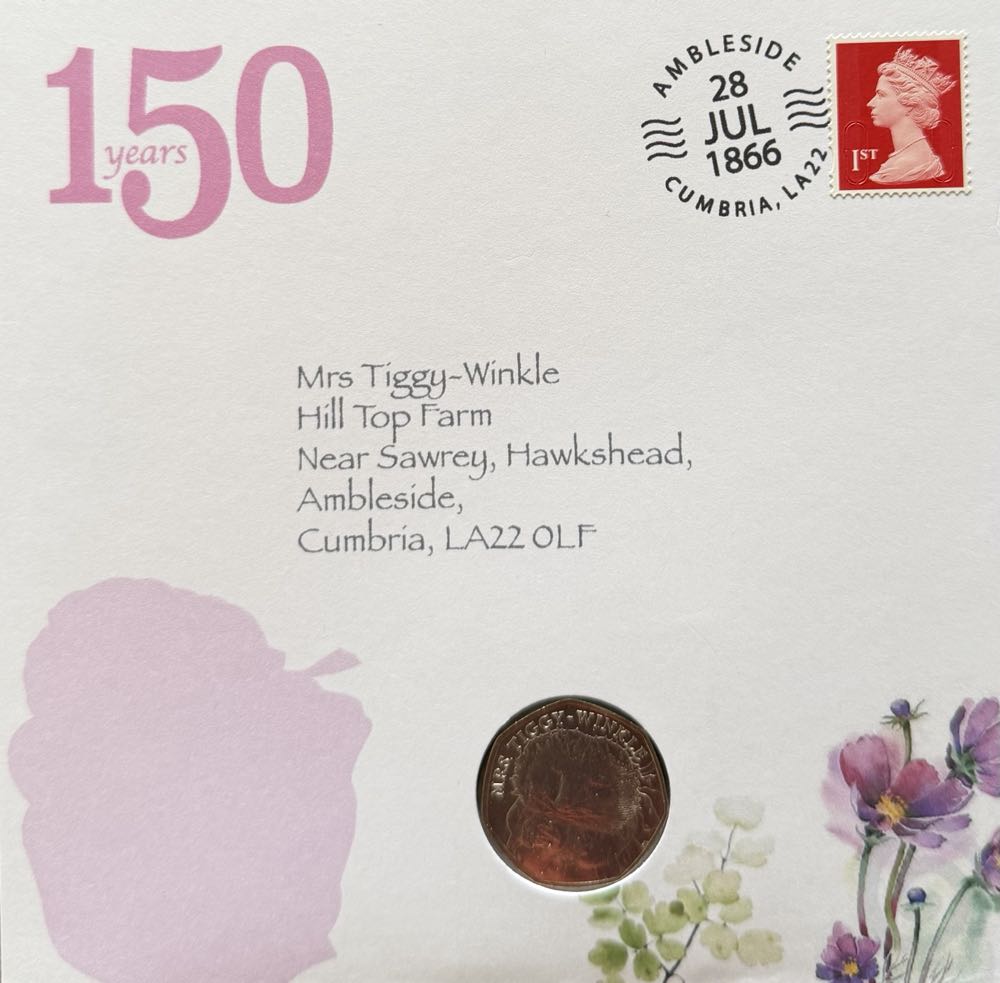 150
years
AMBLESIDE
28
JUL
1866
CUMBRIA, LA22
1ST
Mrs Tiggy-Winkle
Hill Top Farm
Near Sawrey, Hawkshead,
Ambleside,
Cumbria, LA22 0LF
MRS TIGGY-WINKLE